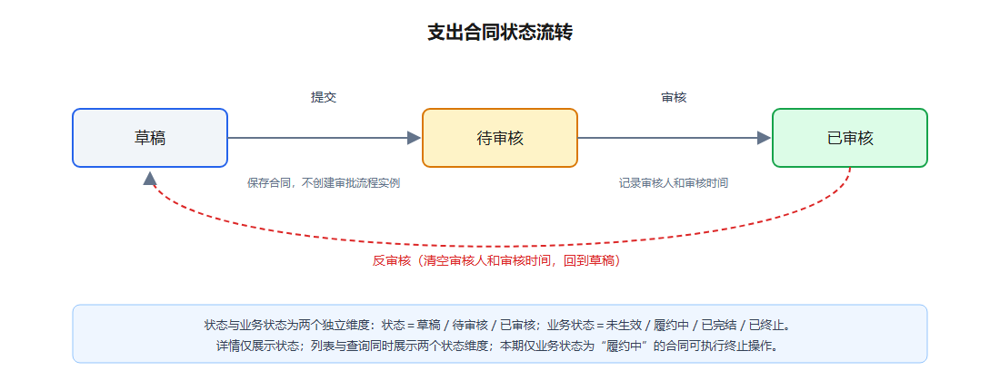 支出合同状态流转
提交
审核
草稿
待审核
已审核
保存合同，不创建审批流程实例
记录审核人和审核时间
反审核（清空审核人和审核时间，回到草稿）
状态与业务状态为两个独立维度：状态＝草稿 / 待审核 / 已审核；业务状态＝未生效 / 履约中 / 已完结 / 已终止。
详情仅展示状态；列表与查询同时展示两个状态维度；本期仅业务状态为“履约中”的合同可执行终止操作。